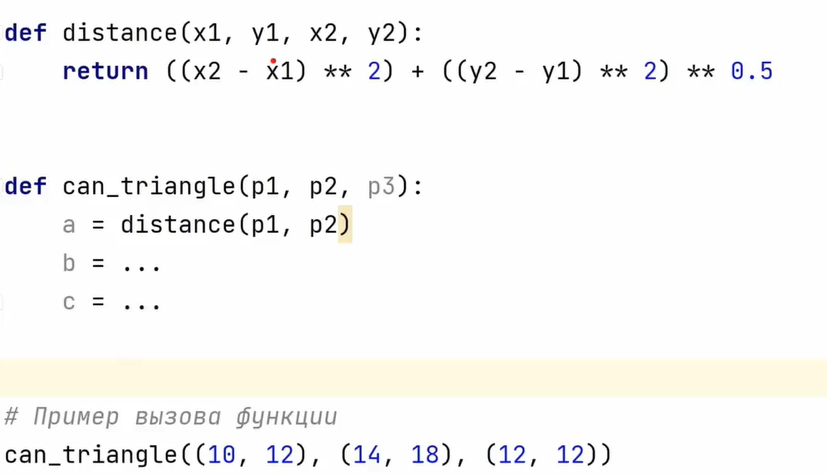 def distance(x1, y1, x2, y2):
    return ((x2 - x1) ** 2) + ((y2 - y1) ** 2) ** 0.5
def can_triangle(p1, p2, p3):
    a = distance(p1, p2)
    b = ...
    c = ...
# Пример вызова функции
can_triangle((10, 12), (14, 18), (12, 12))